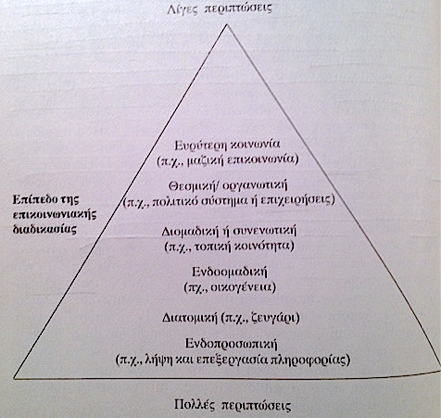 Λίγες περιπτώσεις
Ευρύτερη κοινωνία
(π.χ., μαζική επικοινωνία)
Θεσμική/ οργανωτική
(π.χ., πολιτικό σύστημα ή επιχειρήσεις)
Επίπεδο της
επικοινωνιακής
διαδικασίας
Διομαδική ή συνενωτική
(π.χ., τοπική κοινότητα)
Ενδοομαδική
(πχ., οικογένεια)
Διατομική (π.χ., ζευγάρι)
Ενδοπροσωπική
(π.χ., λήψη και επεξεργασία πληροφορίας)
Πολλές περιπτώσεις